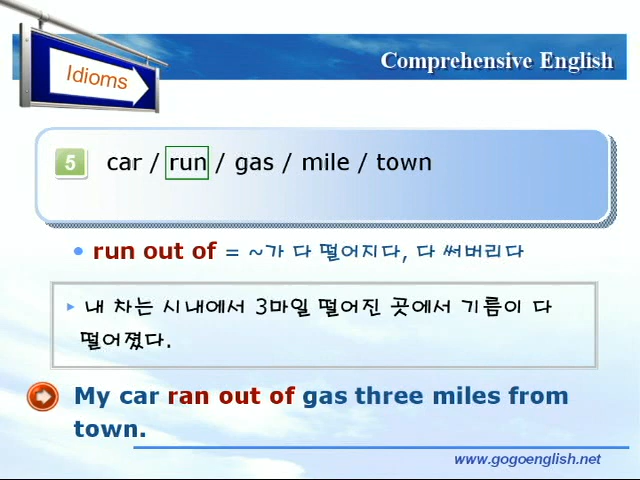 Idioms
Comprehensive English
5 car / run / gas / mile / town
• run out of = ~가 다 떨어지다, 다 써버리다
▸ 내 차는 시내에서 3마일 떨어진 곳에서 기름이 다
떨어졌다.
My car ran out of gas three miles from
town.
www.gogoenglish.net